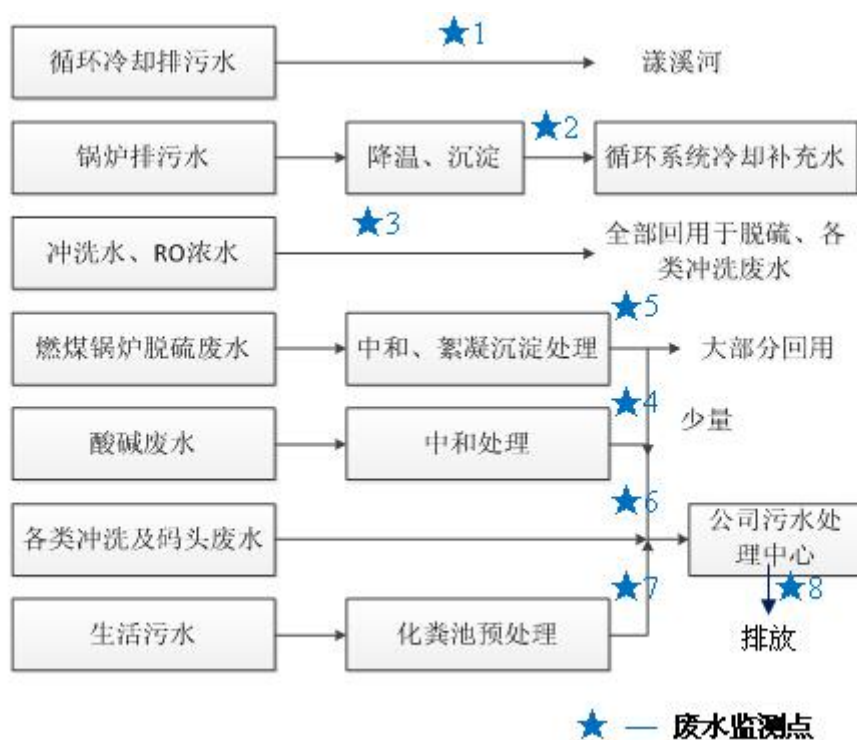 ★1
循环冷却排污水
漾溪河
★2
锅炉排污水
降温、沉淀
循环系统冷却补充水
★3
冲洗水、RO浓水
全部回用于脱硫、各
类冲洗废水
★5
燃煤锅炉脱硫废水
中和、絮凝沉淀处理
大部分回用
★4
少量
酸碱废水
中和处理
★6
各类冲洗及码头废水
公司污水处
理中心
★7
★8
生活污水
化粪池预处理
排放
★ — 废水监测点